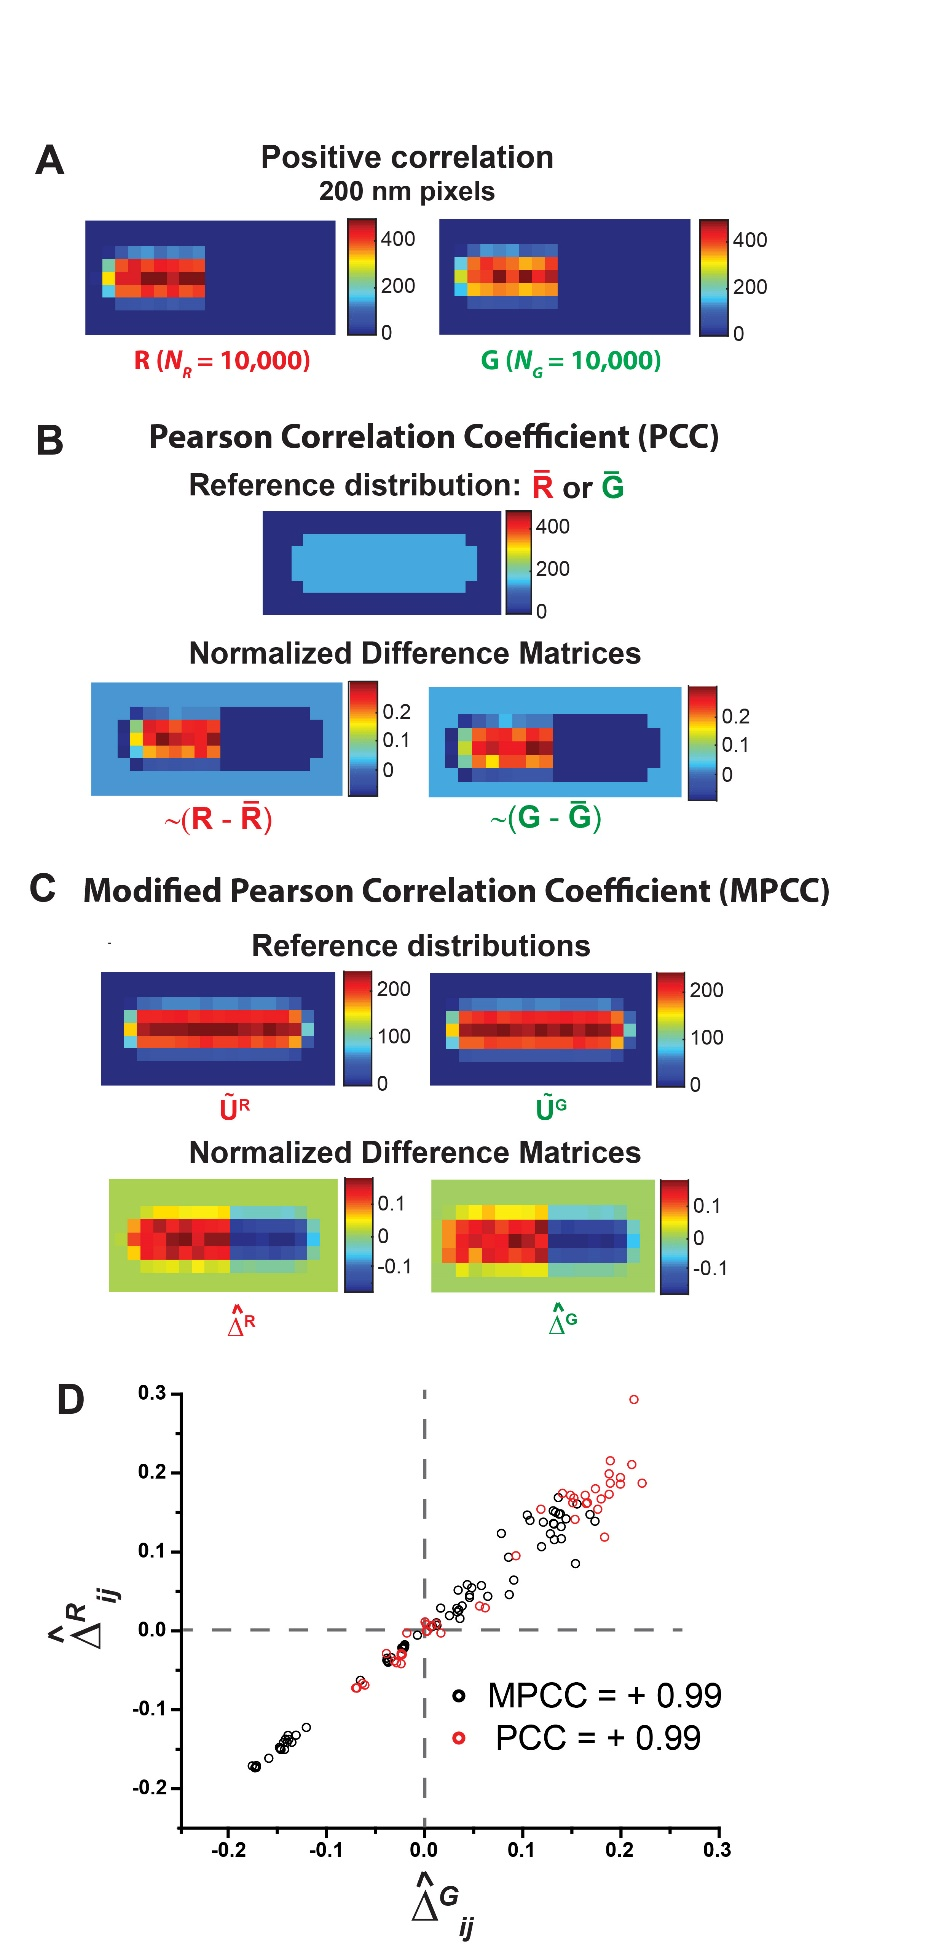 A
Positive correlation
200 nm pixels
400
200
0
400
200
0
R (N_R = 10,000)
G (N_G = 10,000)
B
Pearson Correlation Coefficient (PCC)
Reference distribution: R̅ or G̅
400
200
0
Normalized Difference Matrices
0.2
0.1
0
0.2
0.1
0
~(R - R̅)
~(G - G̅)
C
Modified Pearson Correlation Coefficient (MPCC)
Reference distributions
200
100
0
200
100
0
Ũᴿ
Ũᴳ
Normalized Difference Matrices
0.1
0
-0.1
0.1
0
-0.1
Δ̂ᴿ
Δ̂ᴳ
D
0.3
0.2
0.1
0.0
-0.1
-0.2
Δ̂ᴿij
MPCC = + 0.99
PCC = + 0.99
-0.2 -0.1 0.0 0.1 0.2 0.3
Δ̂ᴳij